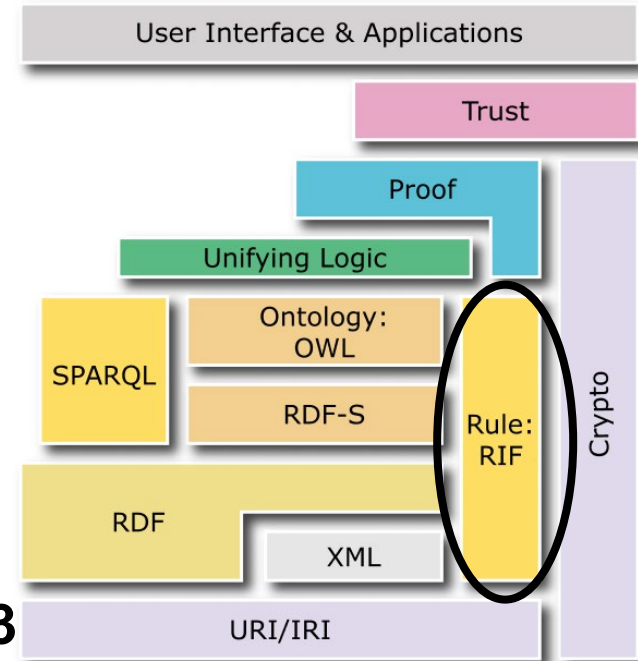 User Interface & Applications
Trust
Proof
Unifying Logic
Ontology:
OWL
SPARQL
RDF-S
Rule:
RIF
Crypto
RDF
XML
3
URI/IRI